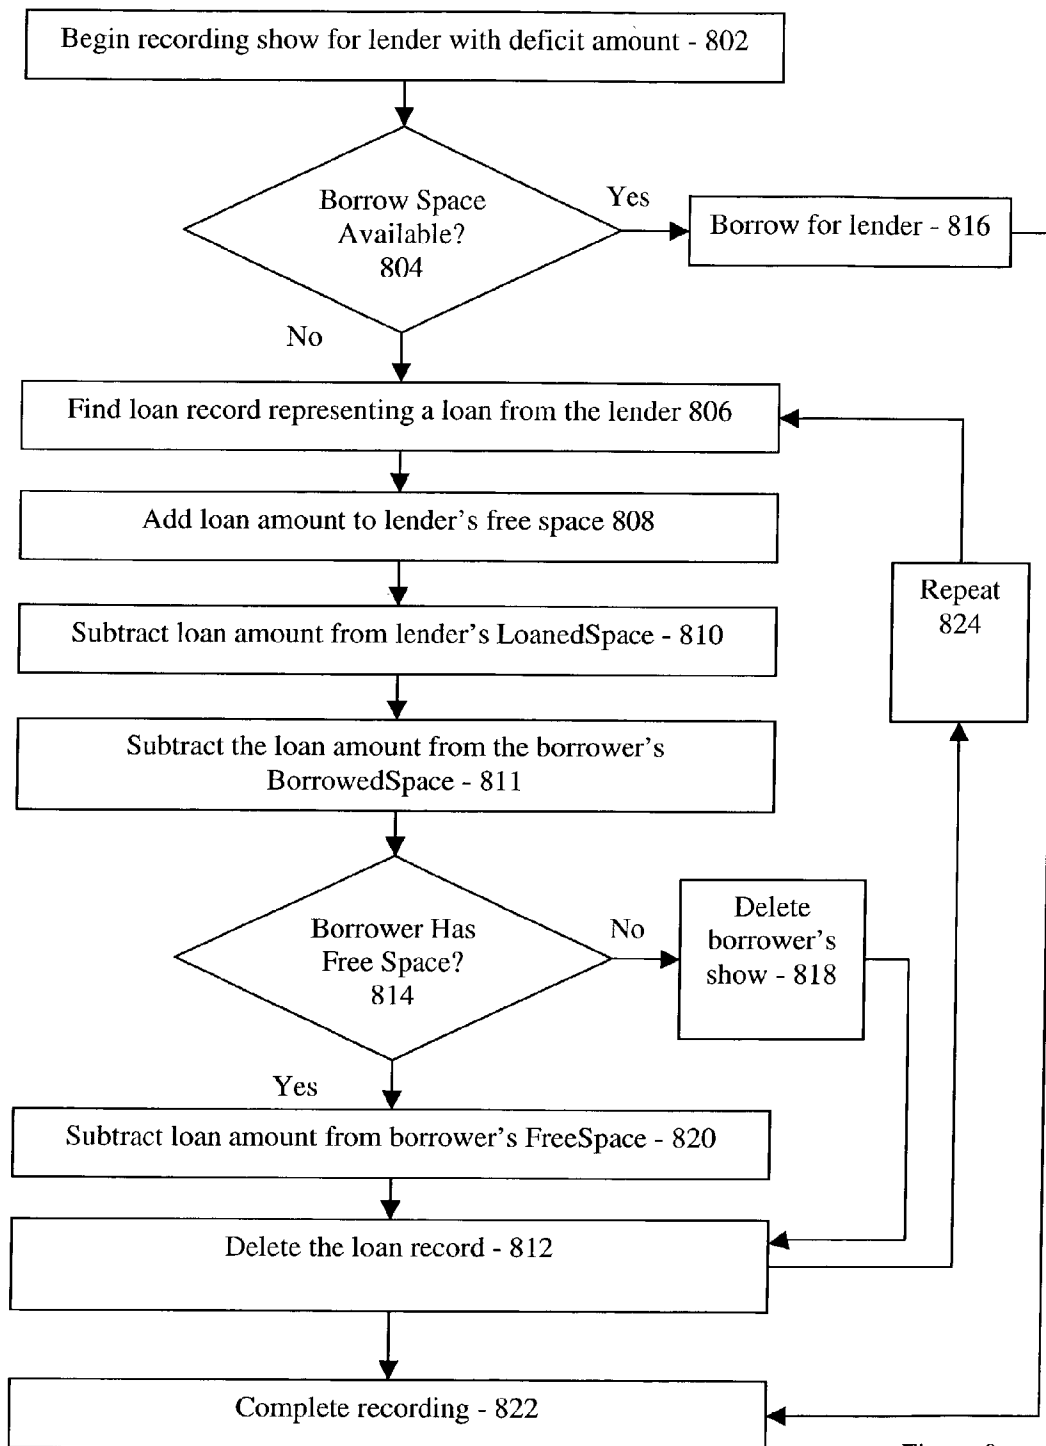 Begin recording show for lender with deficit amount - 802
Borrow Space
Available?
804
Yes
Borrow for lender - 816
No
Find loan record representing a loan from the lender 806
Add loan amount to lender's free space 808
Repeat
824
Subtract loan amount from lender's LoanedSpace - 810
Subtract the loan amount from the borrower's
BorrowedSpace - 811
Borrower Has
Free Space?
814
No
Delete
borrower's
show - 818
Yes
Subtract loan amount from borrower's FreeSpace - 820
Delete the loan record - 812
Complete recording - 822